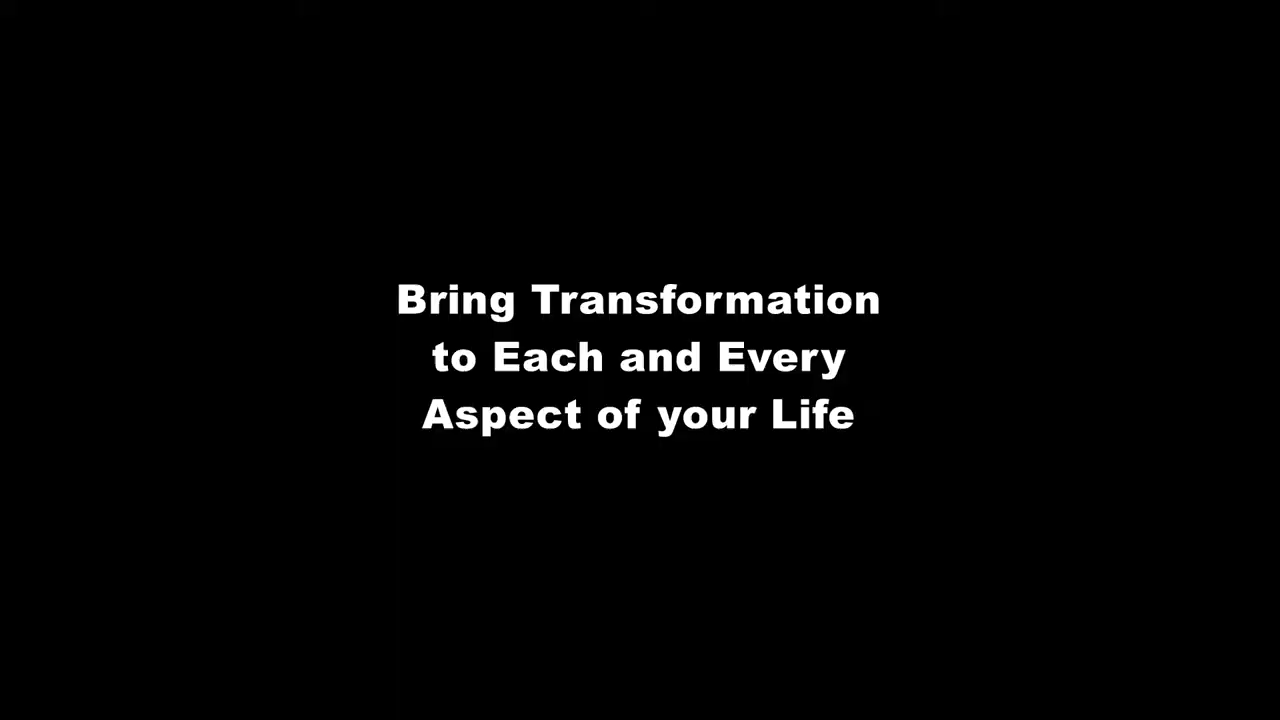 Bring Transformation
to Each and Every
Aspect of your Life